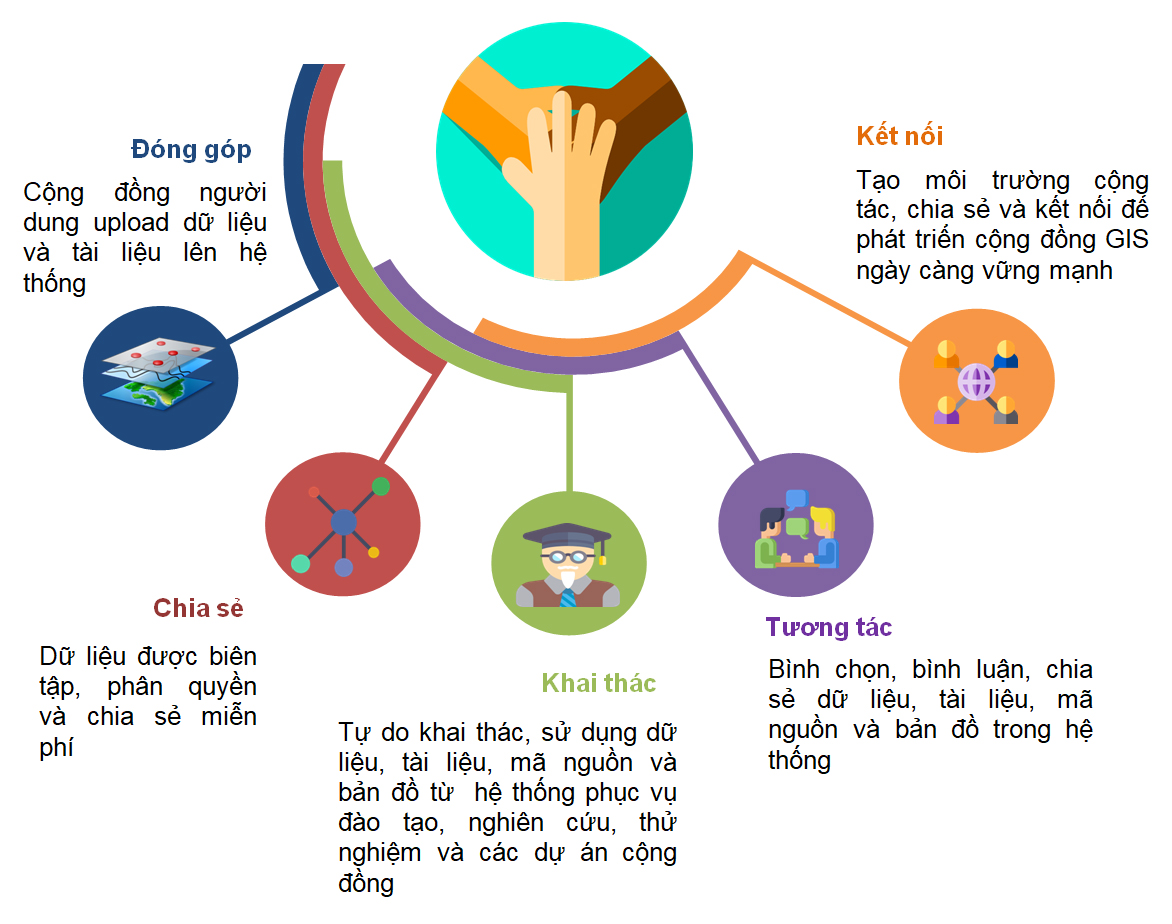 Đóng góp
Cộng đồng người
dung upload dữ liệu
và tài liệu lên hệ
thống
Chia sẻ
Dữ liệu được biên
tập, phân quyền
và chia sẻ miễn
phí
Khai thác
Tự do khai thác, sử dụng dữ
liệu, tài liệu, mã nguồn và
bản đồ từ hệ thống phục vụ
đào tạo, nghiên cứu, thử
nghiệm và các dự án cộng
đồng
Tương tác
Bình chọn, bình luận, chia
sẻ dữ liệu, tài liệu, mã
nguồn và bản đồ trong hệ
thống
Kết nối
Tạo môi trường cộng
tác, chia sẻ và kết nối để
phát triển cộng đồng GIS
ngày càng vững mạnh